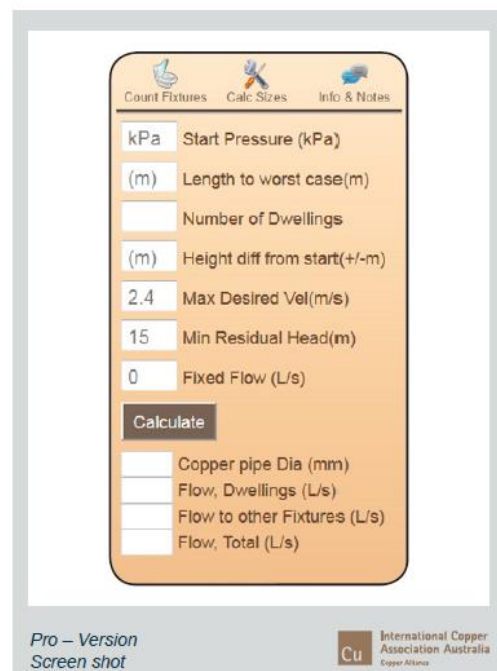 Count Fixtures Calc Sizes Info & Notes
kPa Start Pressure (kPa)
(m) Length to worst case(m)
Number of Dwellings
(m) Height diff from start(+/-m)
2.4 Max Desired Vel(m/s)
15 Min Residual Head(m)
0 Fixed Flow (L/s)
Calculate
Copper pipe Dia (mm)
Flow, Dwellings (L/s)
Flow to other Fixtures (L/s)
Flow, Total (L/s)
Pro – Version
Screen shot
Cu
International Copper
Association Australia
Copper Alliance